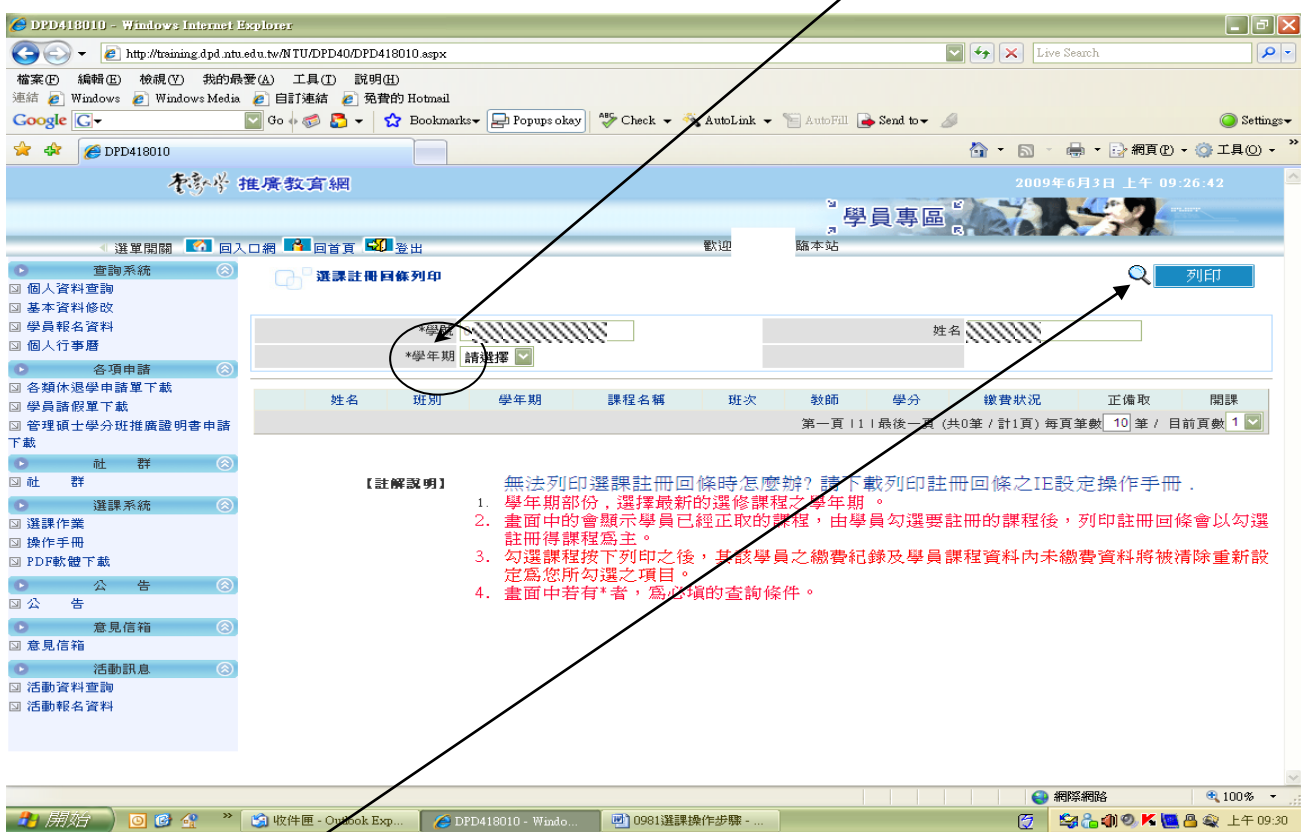 DPD418010 - Windows Internet Explorer
http://training.dpd.ntu.edu.tw/NTU/DPD40/DPD418010.aspx
Live Search
檔案(F) 編輯(E) 檢視(V) 我的最愛(A) 工具(T) 說明(H)
連結 Windows Windows Media 自訂連結 免費的 Hotmail
Google Go Bookmarks Popups okay Check AutoLink AutoFill Send to Settings
DPD418010 網頁(P) 工具(O)
推廣教育網 2009年6月3日 上午 09:26:42
學員專區
選單開關 回入口網 回首頁 登出 歡迎 臨本站
查詢系統
個人資料查詢
基本資料修改
學員報名資料
個人行事曆
各項申請
各類休退學申請單下載
學員請假單下載
管理碩士學分班推廣證明書申請
下載
社 群
社 群
選課系統
選課作業
操作手冊
PDF軟體下載
公 告
公 告
意見信箱
意見信箱
活動訊息
活動資料查詢
活動報名資料
選課註冊回條列印 列印
*學號 姓名
*學年期 請選擇
姓名 班別 學年期 課程名稱 班次 教師 學分 繳費狀況 正備取 開課
第一頁 | 1 | 最後一頁 (共0筆 / 計1頁) 每頁筆數 10 筆 / 目前頁數 1
【註解說明】 無法列印選課註冊回條時怎麼辦? 請下載列印註冊回條之IE設定操作手冊 .
1. 學年期部份 , 選擇最新的選修課程之學年期 。
2. 畫面中的會顯示學員已經正取的課程，由學員勾選要註冊的課程後，列印註冊回條會以勾選
註冊得課程為主。
3. 勾選課程按下列印之後，其該學員之繳費紀錄及學員課程資料內未繳費資料將被清除重新設
定為您所勾選之項目。
4. 畫面中若有*者，為必填的查詢條件。
網際網路 100%
開始 收件匣 - Outlook Exp... DPD418010 - Windo... 0981選課操作步驟 - ... 上午 09:30